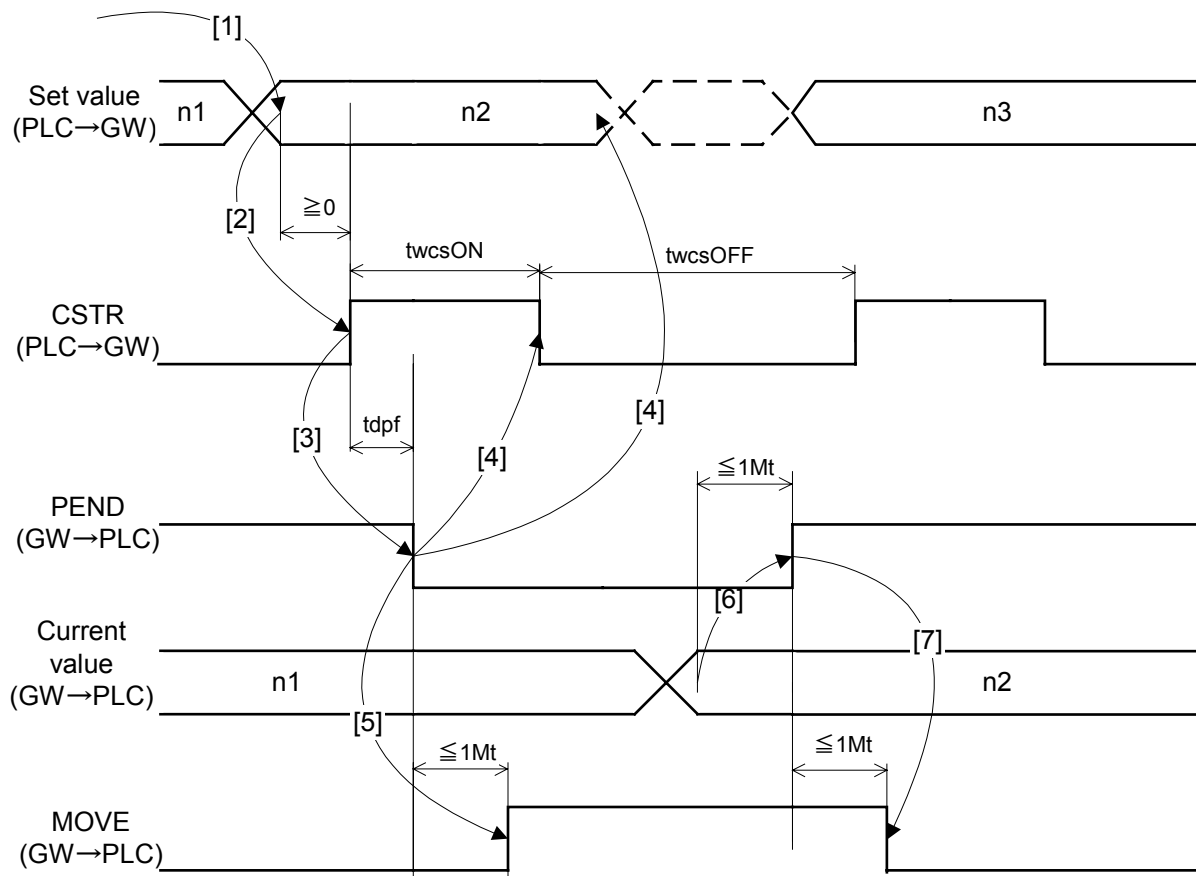 [1]
Set value
(PLC→GW)
n1
n2
n3
[2]
≧0
twcsON
twcsOFF
CSTR
(PLC→GW)
[3]
tdpf
[4]
[4]
≦1Mt
PEND
(GW→PLC)
[6]
Current
value
(GW→PLC)
n1
n2
[7]
[5]
≦1Mt
≦1Mt
MOVE
(GW→PLC)